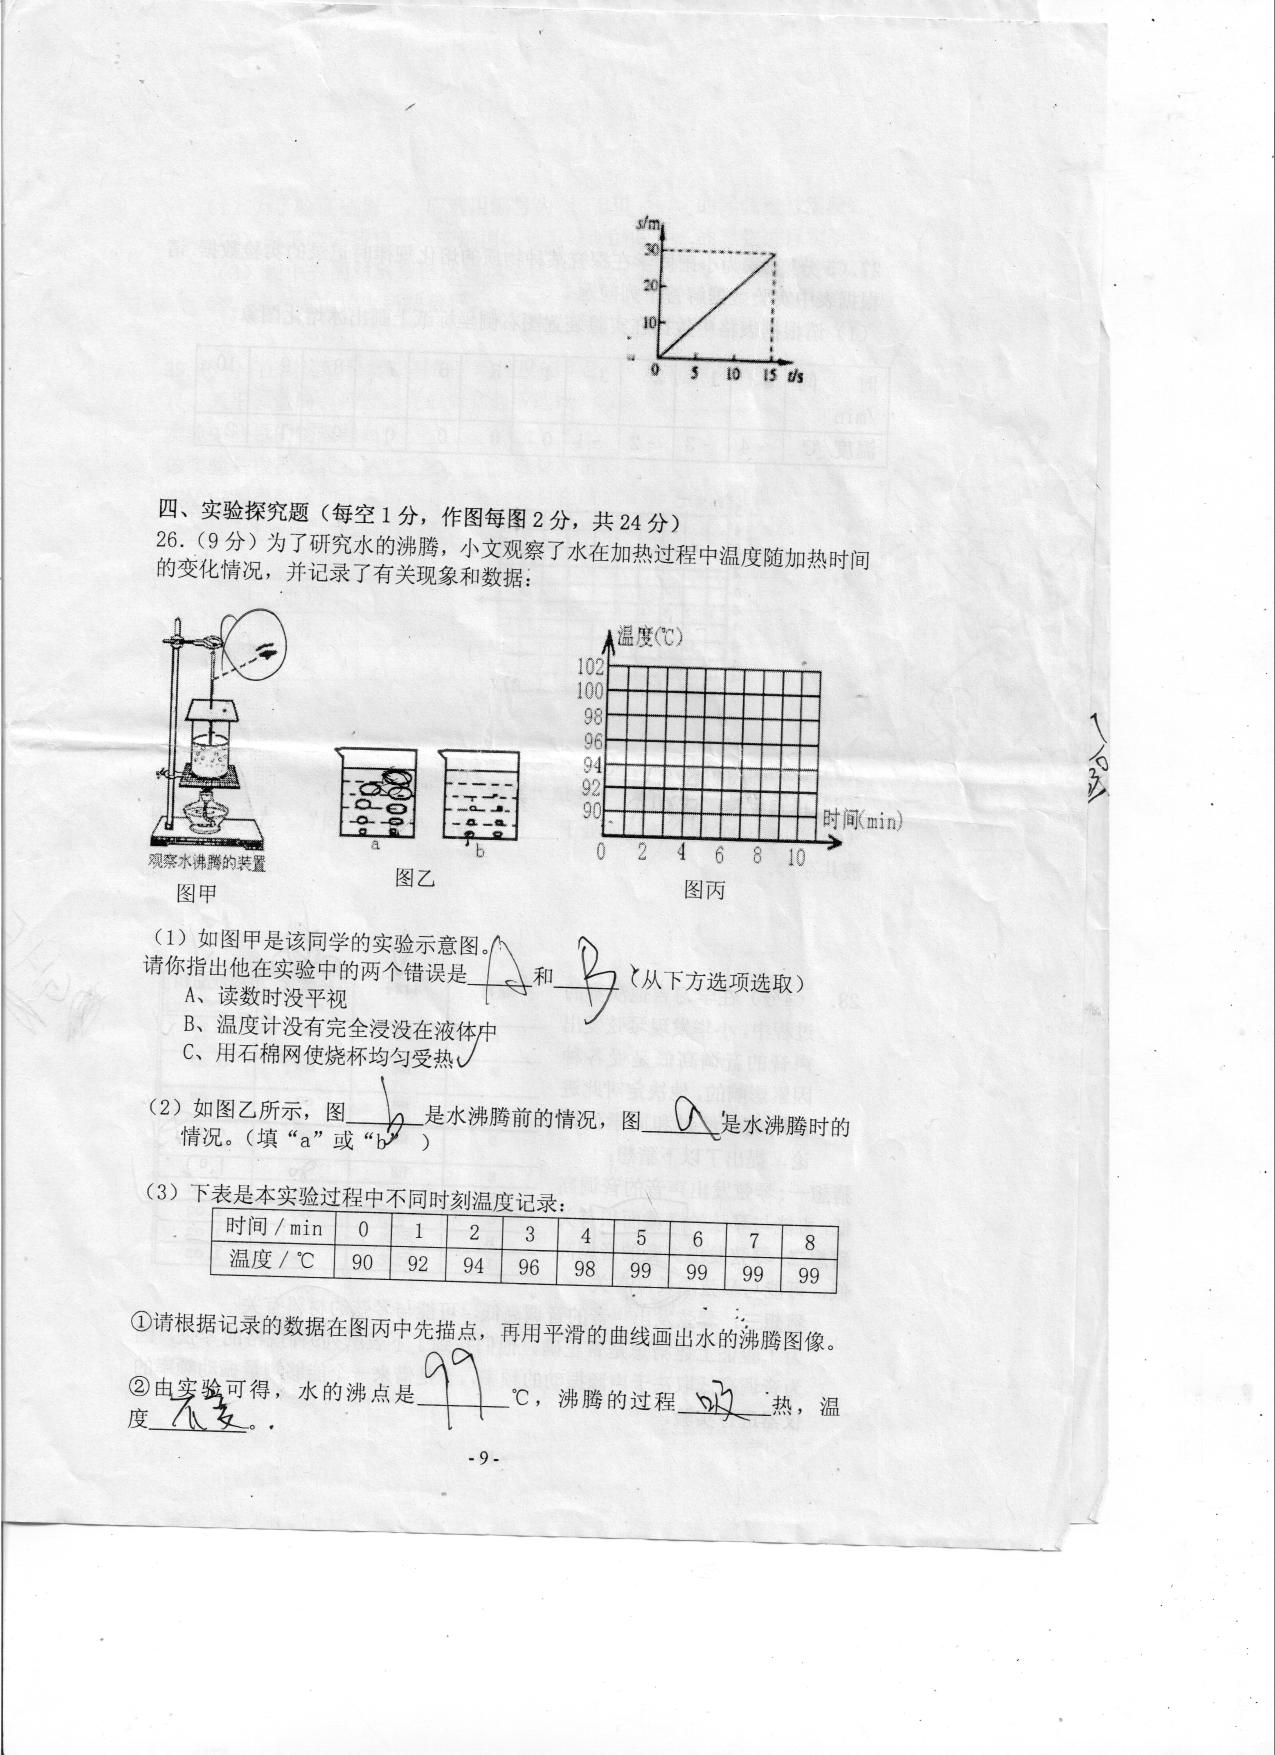 s/m
30
20
10
0 5 10 15 t/s
四、实验探究题（每空1分，作图每图2分，共24分）
26.（9分）为了研究水的沸腾，小文观察了水在加热过程中温度随加热时间
的变化情况，并记录了有关现象和数据：
温度(℃)
102
100
98
96
94
92
90
0 2 4 6 8 10
时间(min)
a b
观察水沸腾的装置
图甲
图乙
图丙
（1）如图甲是该同学的实验示意图。
请你指出他在实验中的两个错误是 A 和 B （从下方选项选取）
A、读数时没平视
B、温度计没有完全浸没在液体中
C、用石棉网使烧杯均匀受热
（2）如图乙所示，图 b 是水沸腾前的情况，图 a 是水沸腾时的
情况。（填“a”或“b”）
（3）下表是本实验过程中不同时刻温度记录：
时间／min 0 1 2 3 4 5 6 7 8
温度／℃ 90 92 94 96 98 99 99 99 99
①请根据记录的数据在图丙中先描点，再用平滑的曲线画出水的沸腾图像。
②由实验可得，水的沸点是 99 ℃，沸腾的过程 吸 热，温
度 不变 。
- 9 -